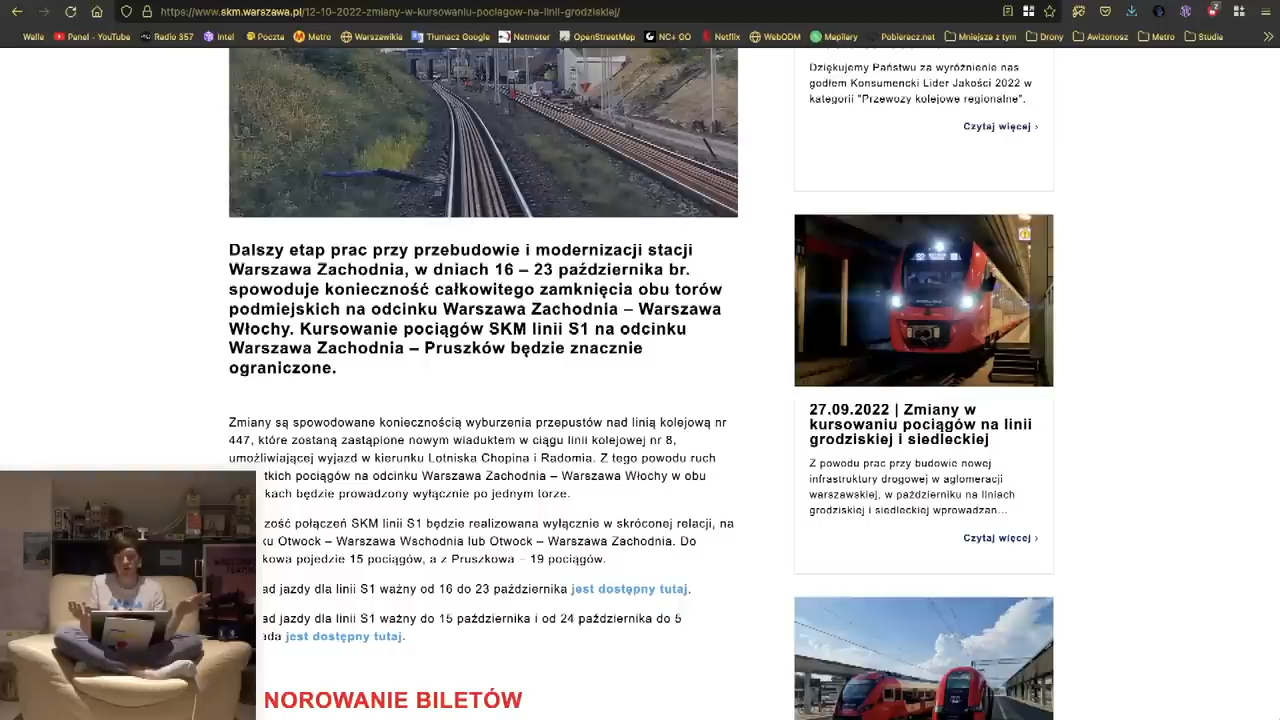 https://www.skm.warszawa.pl/12-10-2022-zmiany-w-kursowaniu-pociagow-na-linii-grodziskiej/
Walle Panel - YouTube Radio 357 Intel Poczta Metro Warszawikia Tłumacz Google Netmeter OpenStreetMap NC+ GO Netflix WebODM Mapilery Pobieracz.net Mniejsze z tym Drony Awizonosz Metro Studia
Dziękujemy Państwu za wyróżnienie nas
godłem Konsumencki Lider Jakości 2022 w
kategorii "Przewozy kolejowe regionalne".
Czytaj więcej ›
Dalszy etap prac przy przebudowie i modernizacji stacji
Warszawa Zachodnia, w dniach 16 – 23 października br.
spowoduje konieczność całkowitego zamknięcia obu torów
podmiejskich na odcinku Warszawa Zachodnia – Warszawa
Włochy. Kursowanie pociągów SKM linii S1 na odcinku
Warszawa Zachodnia – Pruszków będzie znacznie
ograniczone.
Zmiany są spowodowane koniecznością wyburzenia przepustów nad linią kolejową nr
447, które zostaną zastąpione nowym wiaduktem w ciągu linii kolejowej nr 8,
umożliwiającej wyjazd w kierunku Lotniska Chopina i Radomia. Z tego powodu ruch
tkich pociągów na odcinku Warszawa Zachodnia – Warszawa Włochy w obu
kach będzie prowadzony wyłącznie po jednym torze.
zość połączeń SKM linii S1 będzie realizowana wyłącznie w skróconej relacji, na
ku Otwock – Warszawa Wschodnia lub Otwock – Warszawa Zachodnia. Do
kowa pojedzie 15 pociągów, a z Pruszkowa – 19 pociągów.
ad jazdy dla linii S1 ważny od 16 do 23 października jest dostępny tutaj.
ad jazdy dla linii S1 ważny do 15 października i od 24 października do 5
ada jest dostępny tutaj.
NOROWANIE BILETÓW
27.09.2022 | Zmiany w
kursowaniu pociągów na linii
grodziskiej i siedleckiej
Z powodu prac przy budowie nowej
infrastruktury drogowej w aglomeracji
warszawskiej, w październiku na liniach
grodziskiej i siedleckiej wprowadzan...
Czytaj więcej ›